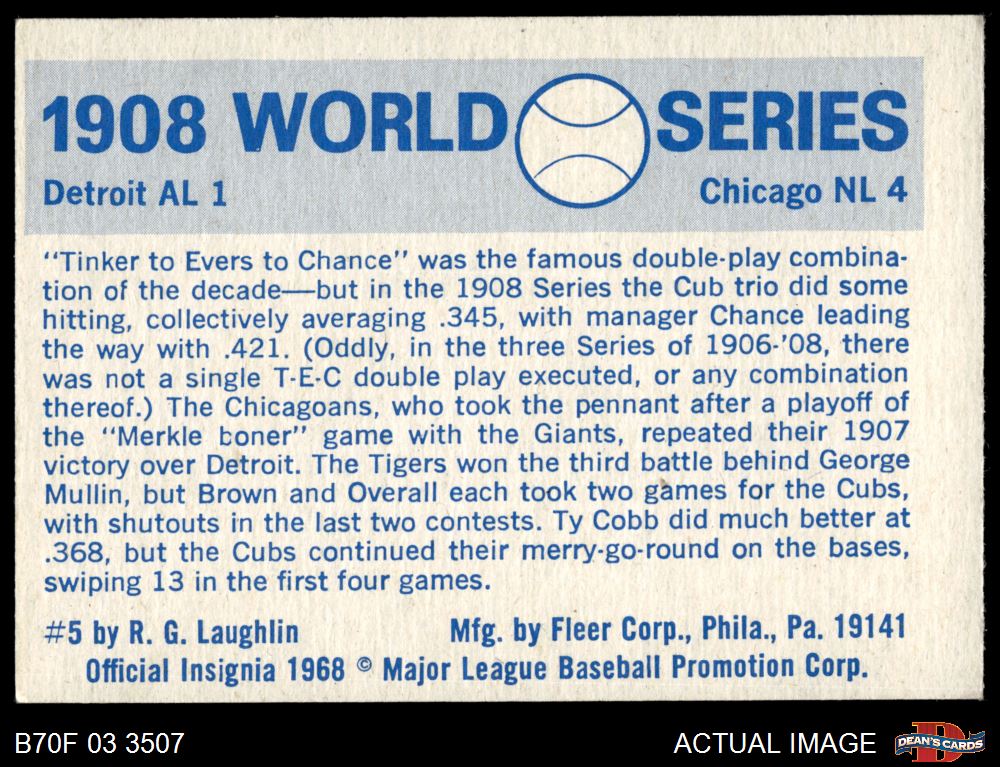 1908 WORLD SERIES
Detroit AL 1 Chicago NL 4
"Tinker to Evers to Chance" was the famous double-play combina-
tion of the decade—but in the 1908 Series the Cub trio did some
hitting, collectively averaging .345, with manager Chance leading
the way with .421. (Oddly, in the three Series of 1906-'08, there
was not a single T-E-C double play executed, or any combination
thereof.) The Chicagoans, who took the pennant after a playoff of
the "Merkle boner" game with the Giants, repeated their 1907
victory over Detroit. The Tigers won the third battle behind George
Mullin, but Brown and Overall each took two games for the Cubs,
with shutouts in the last two contests. Ty Cobb did much better at
.368, but the Cubs continued their merry-go-round on the bases,
swiping 13 in the first four games.
#5 by R. G. Laughlin Mfg. by Fleer Corp., Phila., Pa. 19141
Official Insignia 1968 © Major League Baseball Promotion Corp.
B70F 03 3507 ACTUAL IMAGE D DEAN'S CARDS